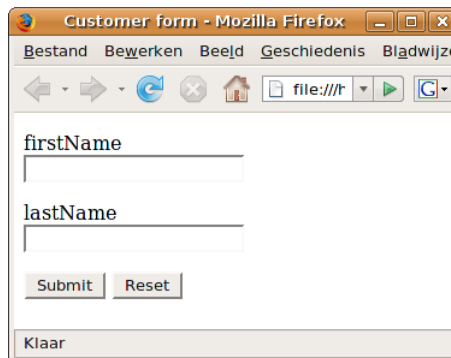 Customer form - Mozilla Firefox
Bestand Bewerken Beeld Geschiedenis Bladwijze
file:///h G
firstName
lastName
Submit Reset
Klaar